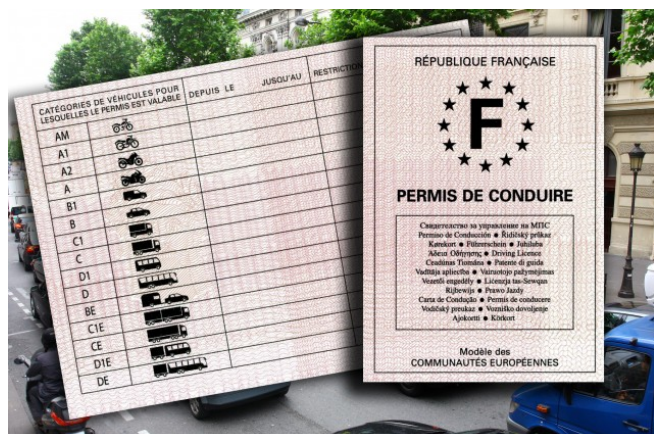 CATÉGORIES DE VÉHICULES POUR
LESQUELLES LE PERMIS EST VALABLE
DEPUIS LE
JUSQU'AU
RESTRICTION
AM
A1
A2
A
B1
B
C1
C
D1
D
BE
C1E
CE
D1E
DE
RÉPUBLIQUE FRANÇAISE
F
PERMIS DE CONDUIRE
Свидетелство за управление на МПС
Permiso de Conducción ● Řidičský průkaz
Kørekort ● Führerschein ● Juhiluba
Άδεια Οδήγησης ● Driving Licence
Ceadúnas Tiomána ● Patente di guida
Vadītāja apliecība ● Vairuotojo pažymėjimas
Vezetői engedély ● Liċenzja tas-Sewqan
Rijbewijs ● Prawo Jazdy
Carta de Condução ● Permis de conducere
Vodičský preukaz ● Vozniško dovoljenje
Ajokortti ● Körkort
Modèle des
COMMUNAUTÉS EUROPÉENNES